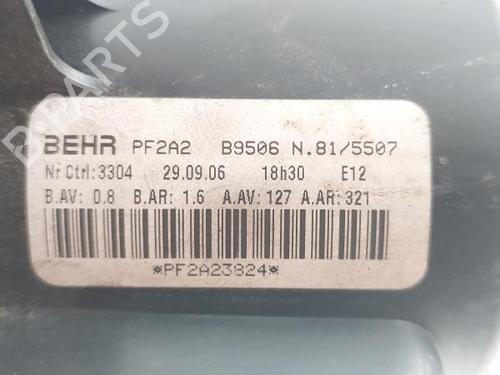 BEHR PF2A2 B9506 N.81/5507
Nr Ctrl:3304 29.09.06 18h30 E12
B.AV: 0.8 B.AR: 1.6 A.AV: 127 A.AR:321
*PF2A23824*
B-PARTS